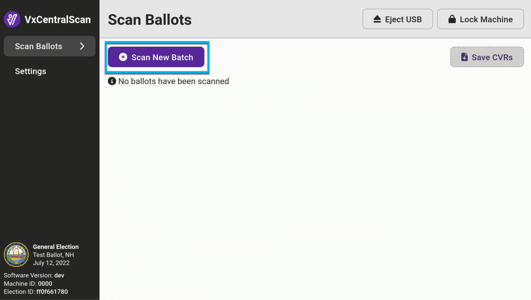 VxCentralScan
Scan Ballots
Settings
General Election
Test Ballot, NH
July 12, 2022
Software Version: dev
Machine ID: 0000
Election ID: ff0f661780
Scan Ballots
Eject USB
Lock Machine
Scan New Batch
Save CVRs
No ballots have been scanned